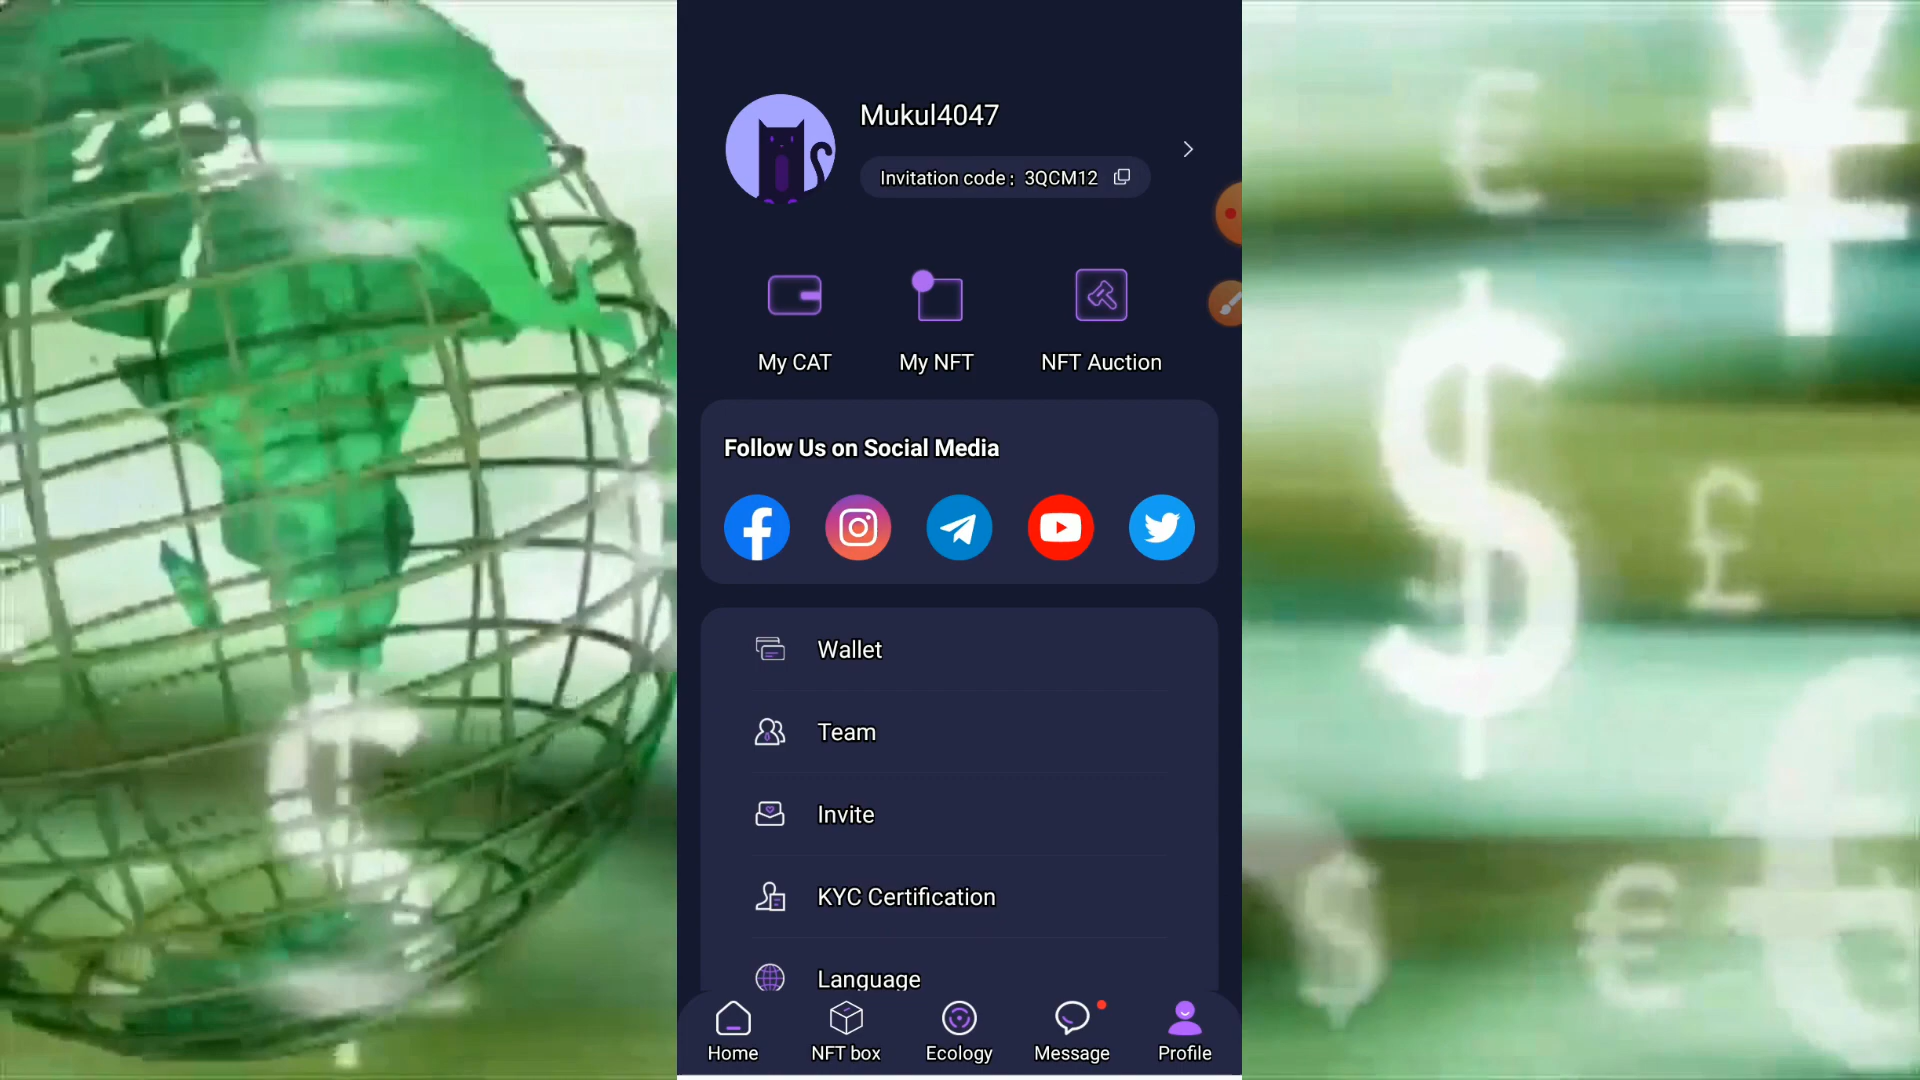 Mukul4047
Invitation code : 3QCM12
My CAT
My NFT
NFT Auction
Follow Us on Social Media
Wallet
Team
Invite
KYC Certification
Language
Home
NFT box
Ecology
Message
Profile
€
¥
$
£
$
€
€